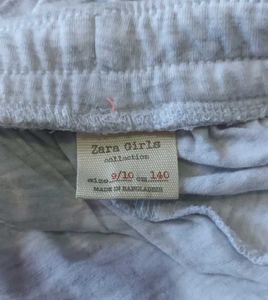 Zara Girls
collection
size 9/10 cm 140
MADE IN BANGLADESH